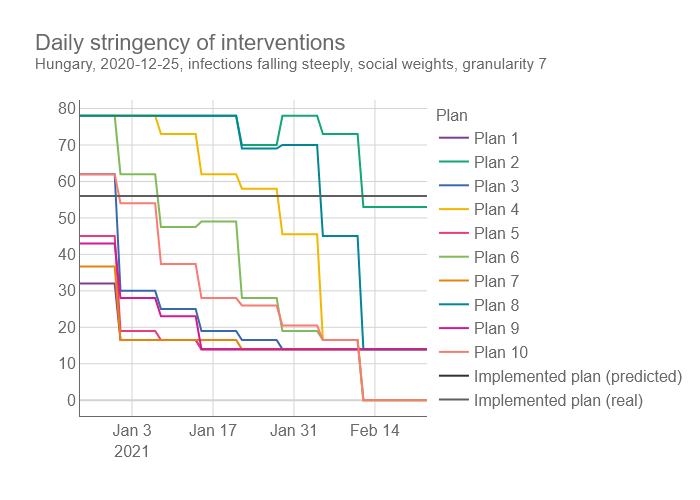 Daily stringency of interventions
Hungary, 2020-12-25, infections falling steeply, social weights, granularity 7
80
70
60
50
40
30
20
10
0
Jan 3
2021
Jan 17
Jan 31
Feb 14
Plan
Plan 1
Plan 2
Plan 3
Plan 4
Plan 5
Plan 6
Plan 7
Plan 8
Plan 9
Plan 10
Implemented plan (predicted)
Implemented plan (real)